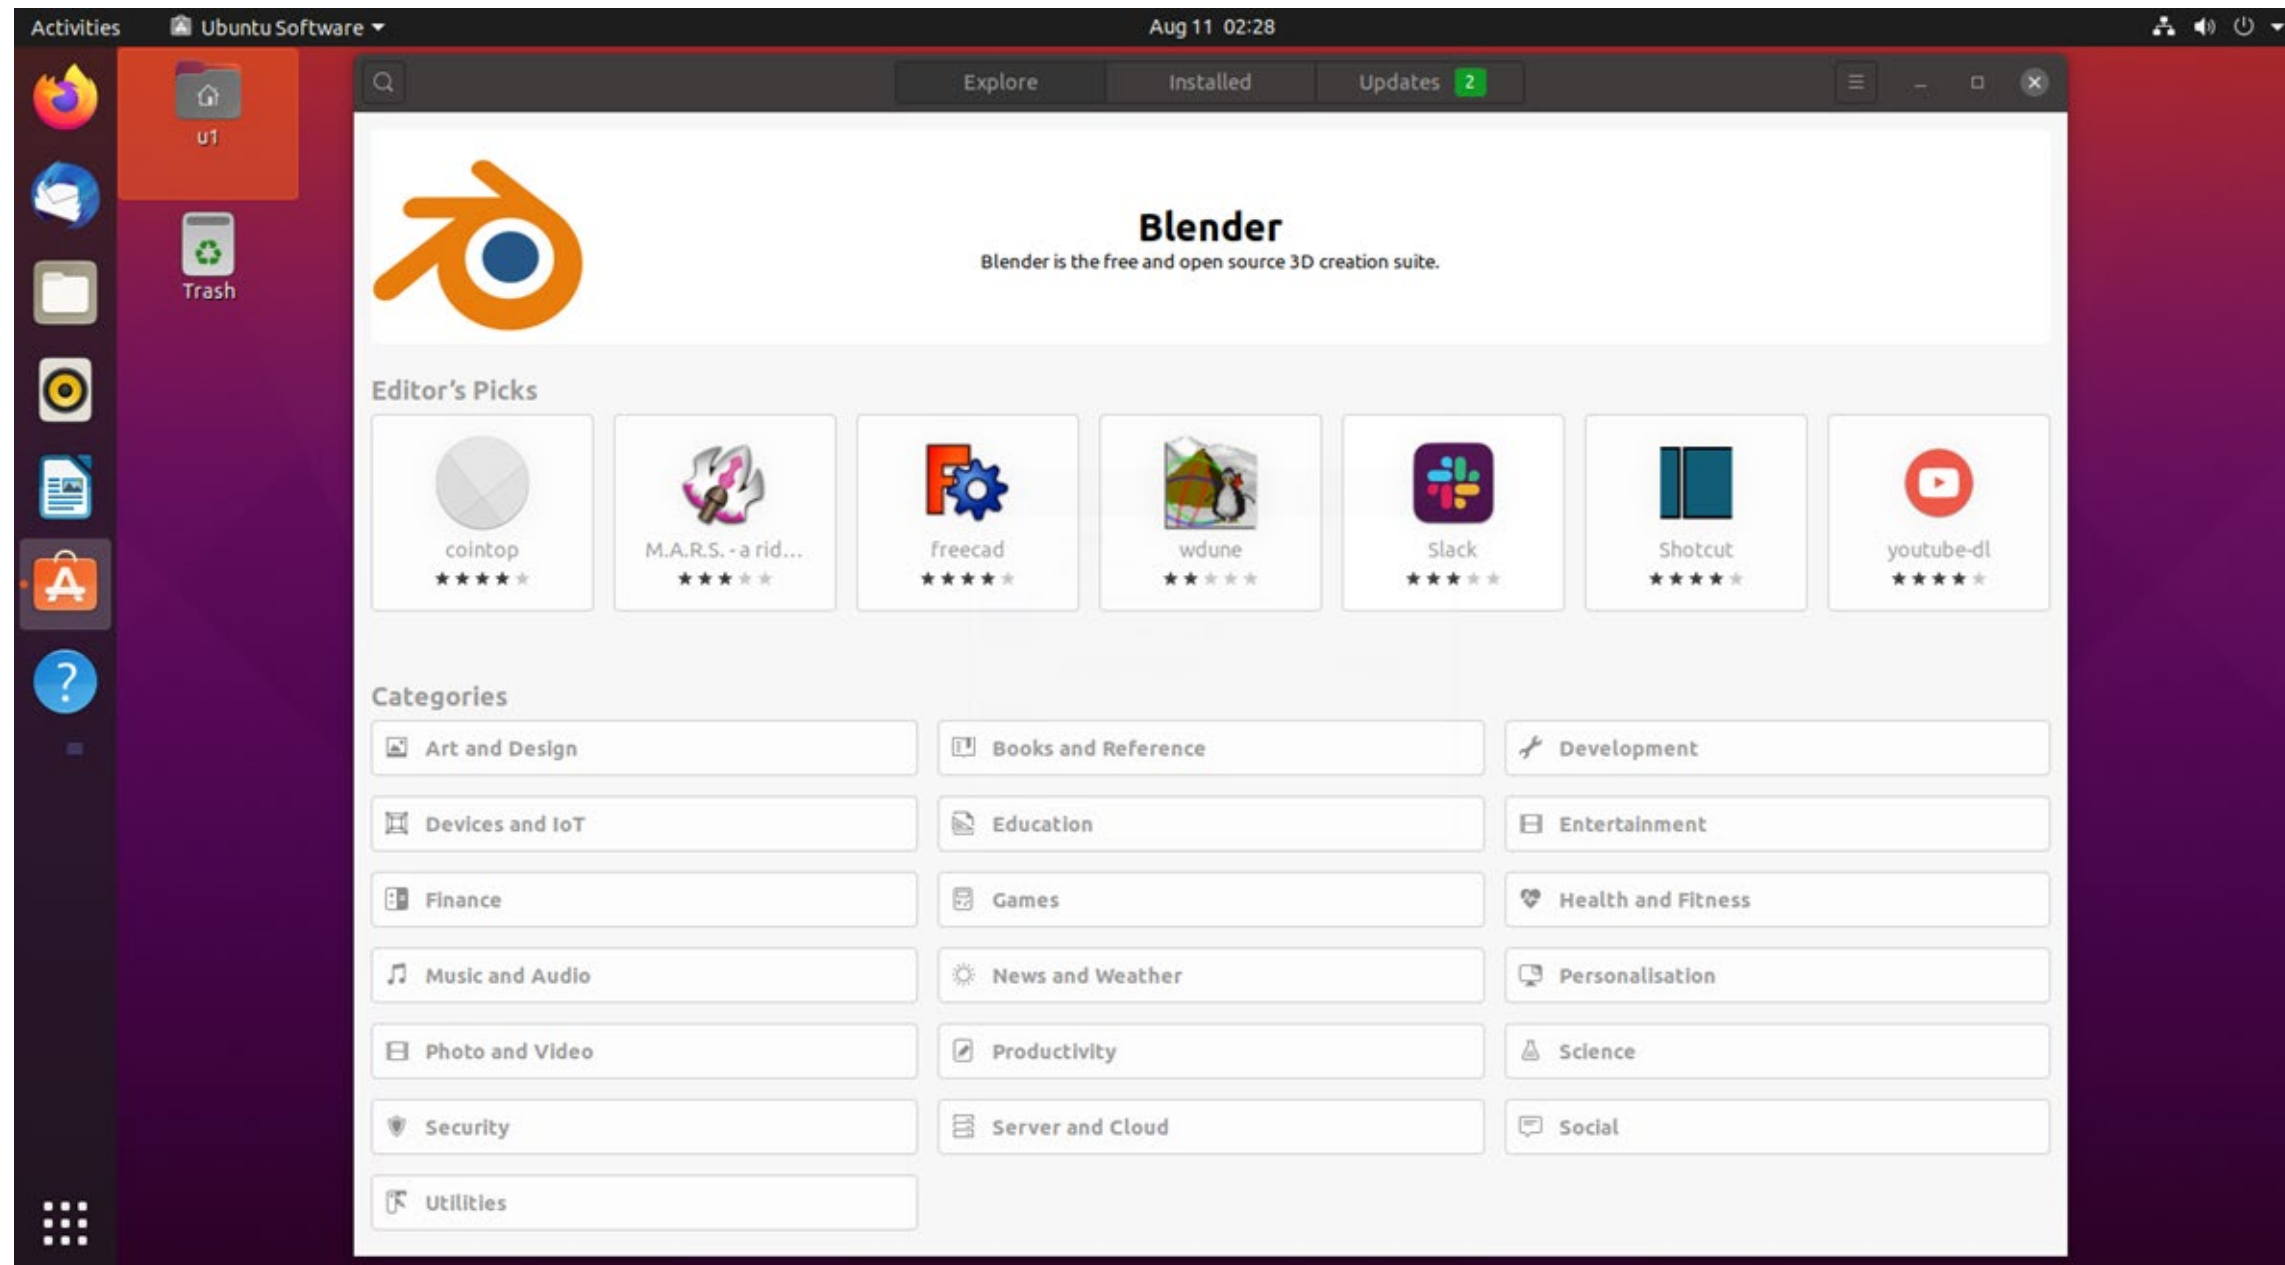 Activities Ubuntu Software Aug 11 02:28
Explore Installed Updates 2
u1
Trash
Blender
Blender is the free and open source 3D creation suite.
Editor's Picks
cointop M.A.R.S. - a rid... freecad wdune Slack Shotcut youtube-dl
Categories
Art and Design Books and Reference Development
Devices and IoT Education Entertainment
Finance Games Health and Fitness
Music and Audio News and Weather Personalisation
Photo and Video Productivity Science
Security Server and Cloud Social
Utilities